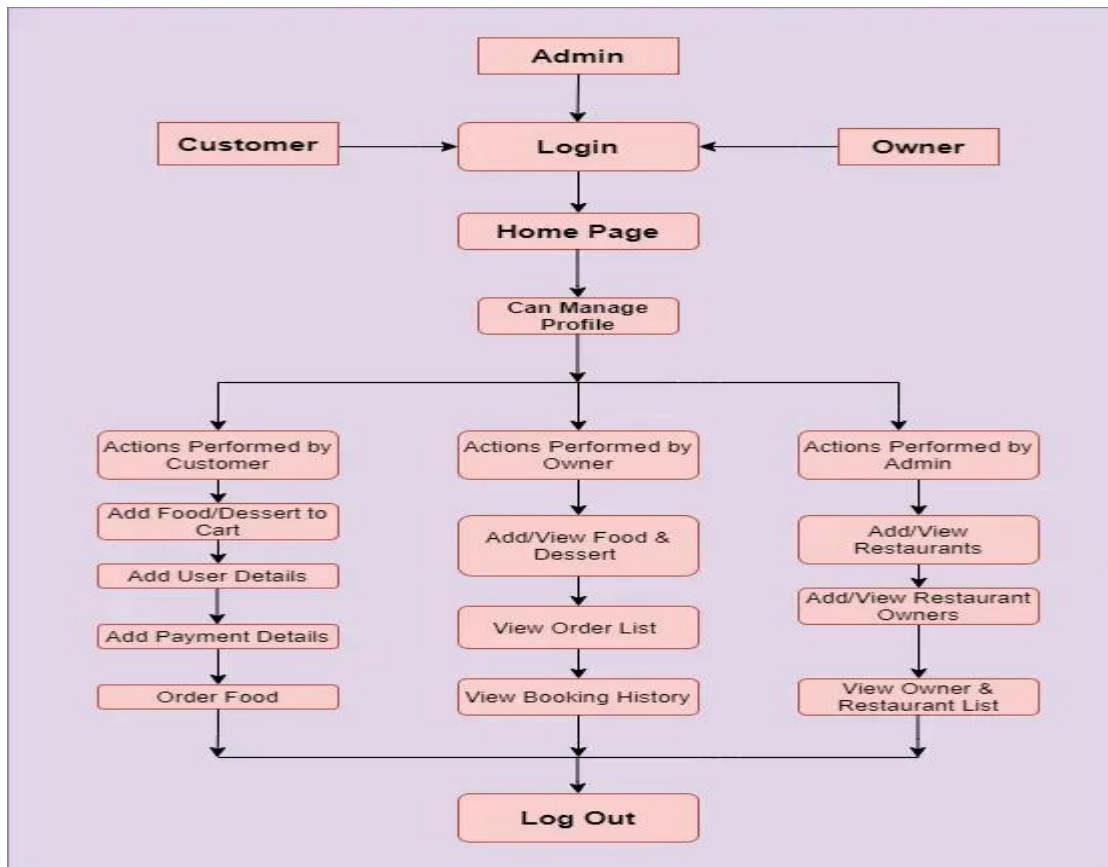 Admin
Customer
Login
Owner
Home Page
Can Manage
Profile
Actions Performed by
Customer
Add Food/Dessert to
Cart
Add User Details
Add Payment Details
Order Food
Actions Performed by
Owner
Add/View Food &
Dessert
View Order List
View Booking History
Actions Performed by
Admin
Add/View
Restaurants
Add/View Restaurant
Owners
View Owner &
Restaurant List
Log Out